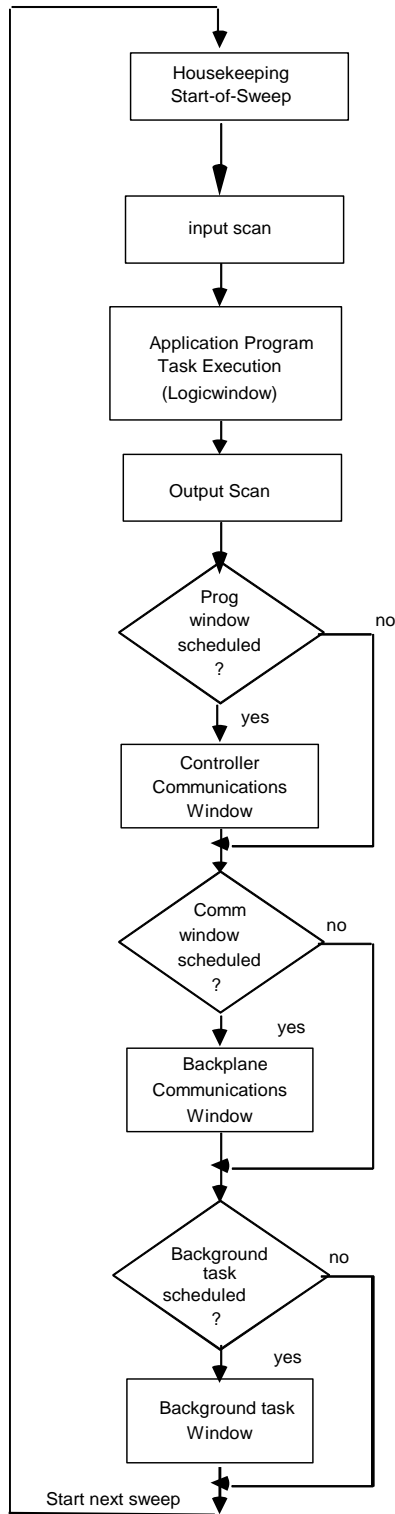 Housekeeping
Start-of-Sweep
input scan
Application Program
Task Execution
(Logicwindow)
Output Scan
Prog
window
scheduled
?
no
yes
Controller
Communications
Window
Comm
window
scheduled
?
no
yes
Backplane
Communications
Window
Background
task
scheduled
?
no
yes
Background task
Window
Start next sweep